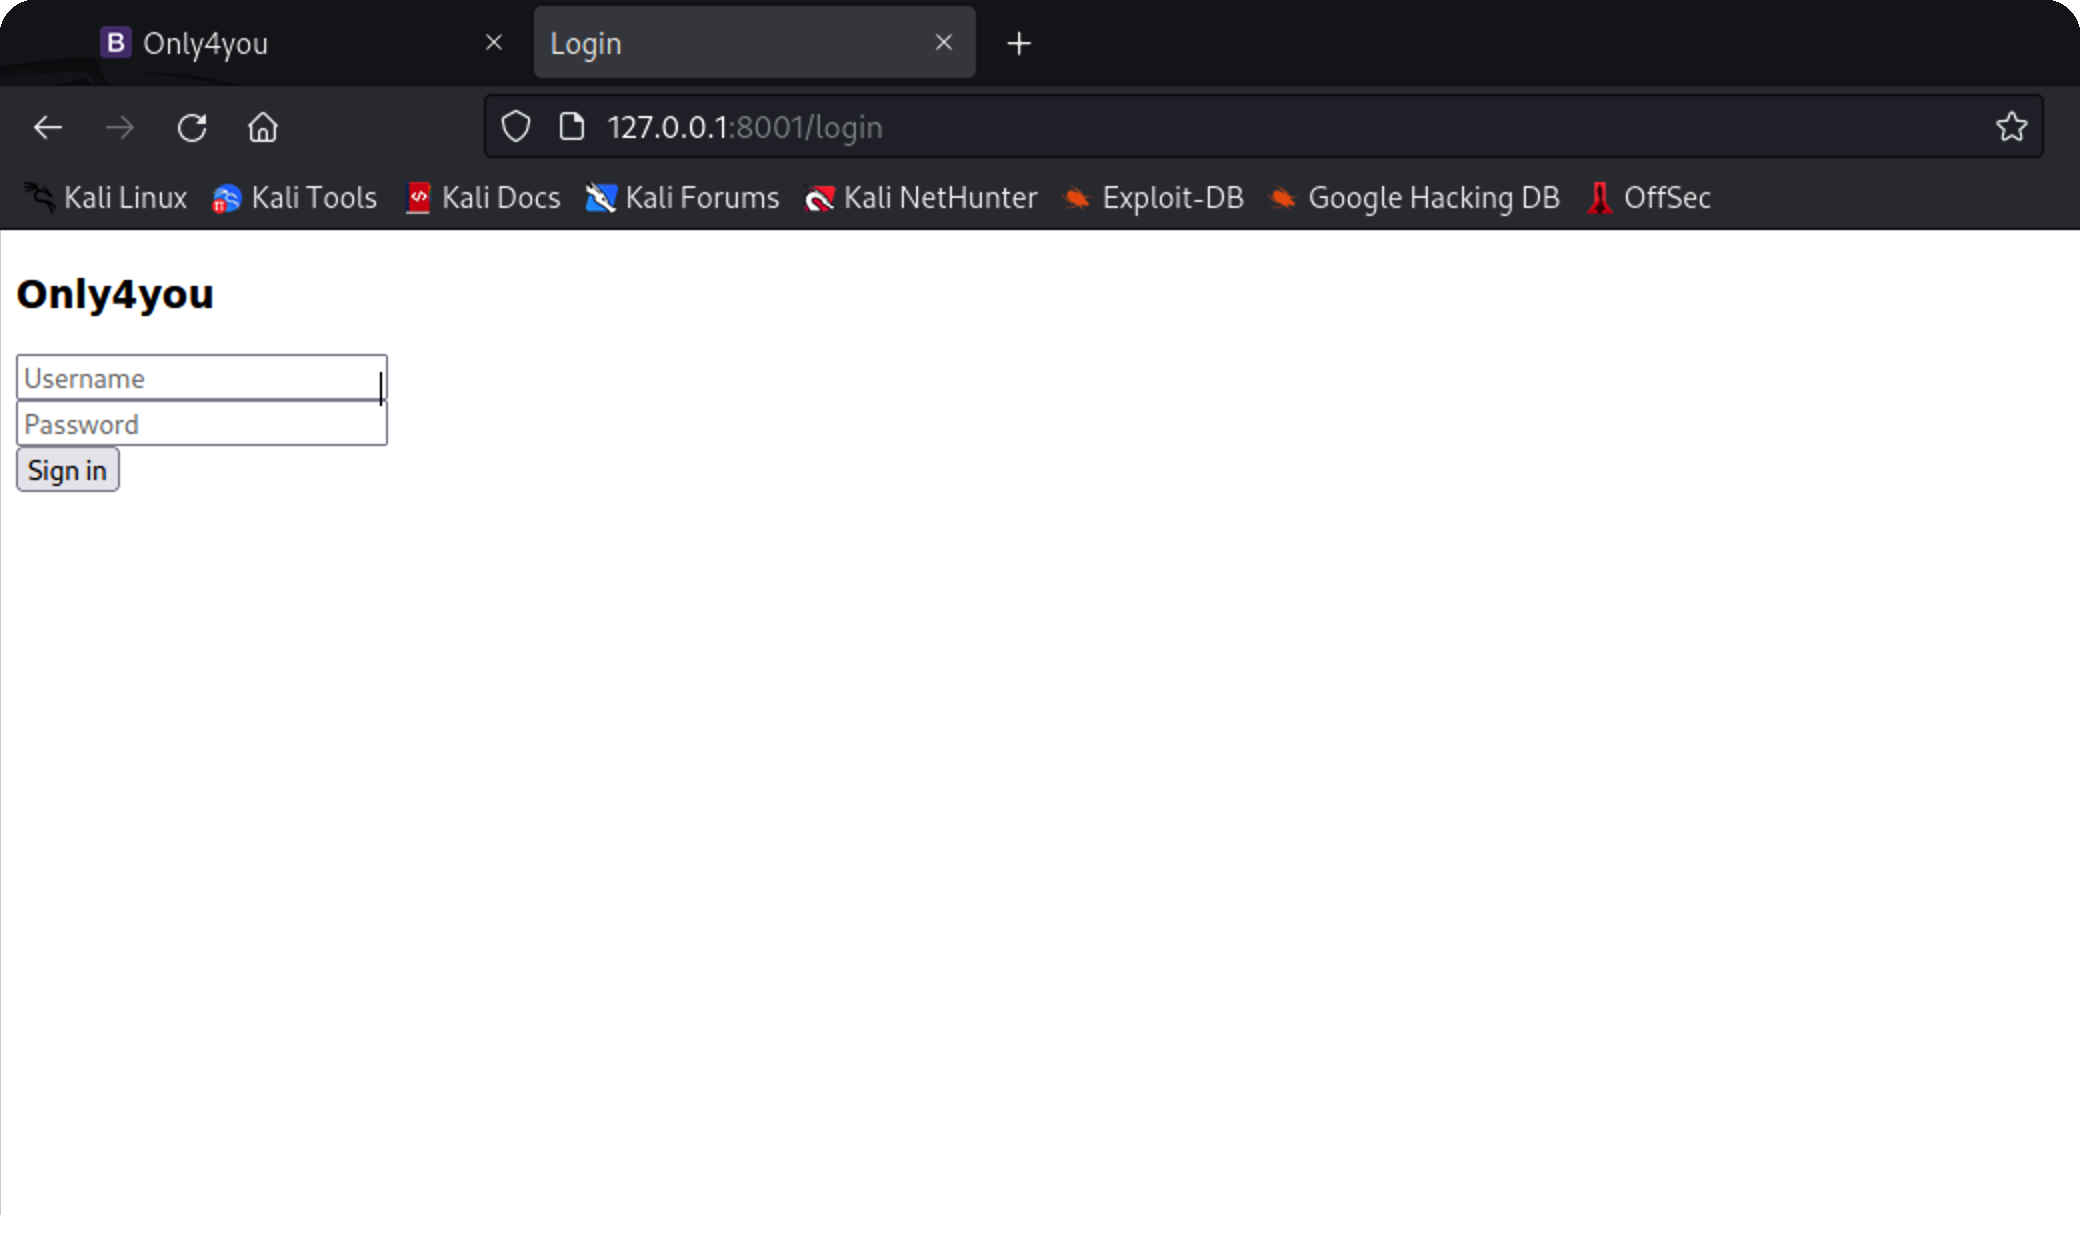 B Only4you Login
127.0.0.1:8001/login
Kali Linux Kali Tools Kali Docs Kali Forums Kali NetHunter Exploit-DB Google Hacking DB OffSec
Only4you
Username
Password
Sign in